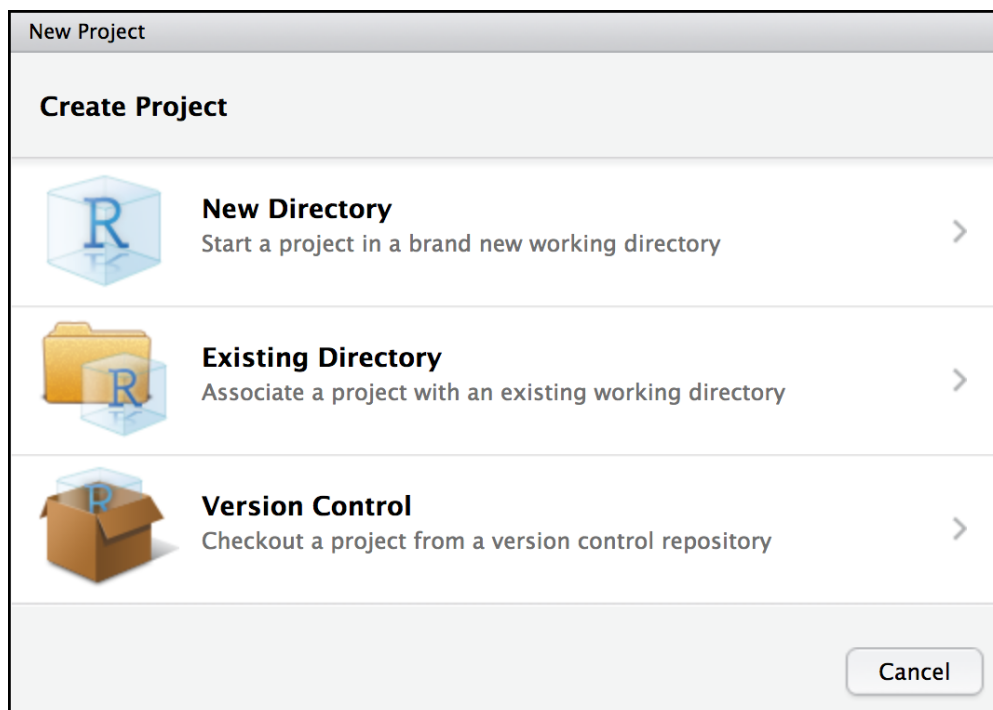 New Project
Create Project
R
New Directory
Start a project in a brand new working directory
R
Existing Directory
Associate a project with an existing working directory
R
Version Control
Checkout a project from a version control repository
Cancel